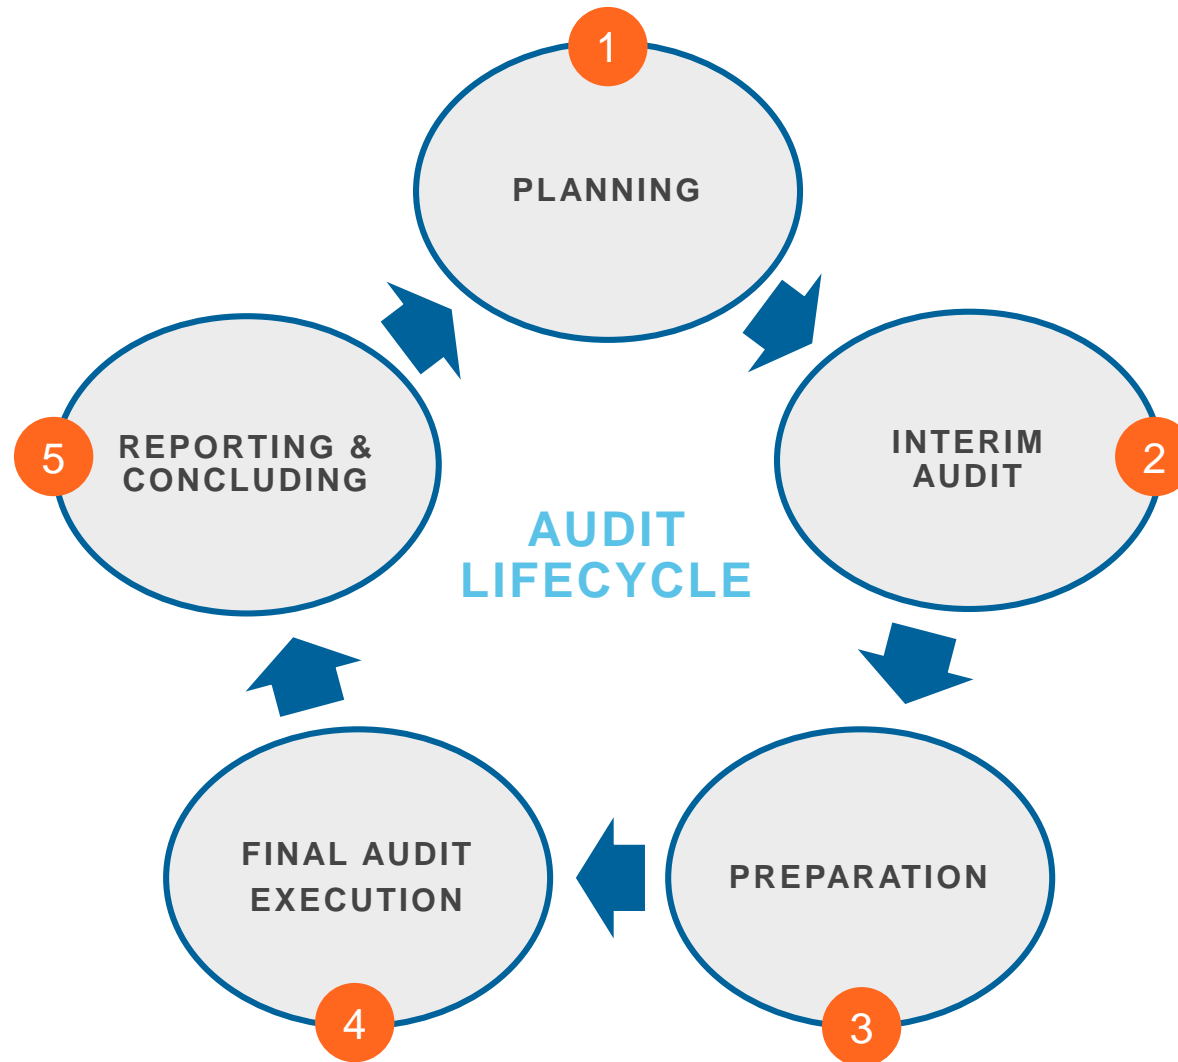 1
PLANNING
2
INTERIM
AUDIT
3
PREPARATION
4
FINAL AUDIT
EXECUTION
5
REPORTING &
CONCLUDING
AUDIT
LIFECYCLE